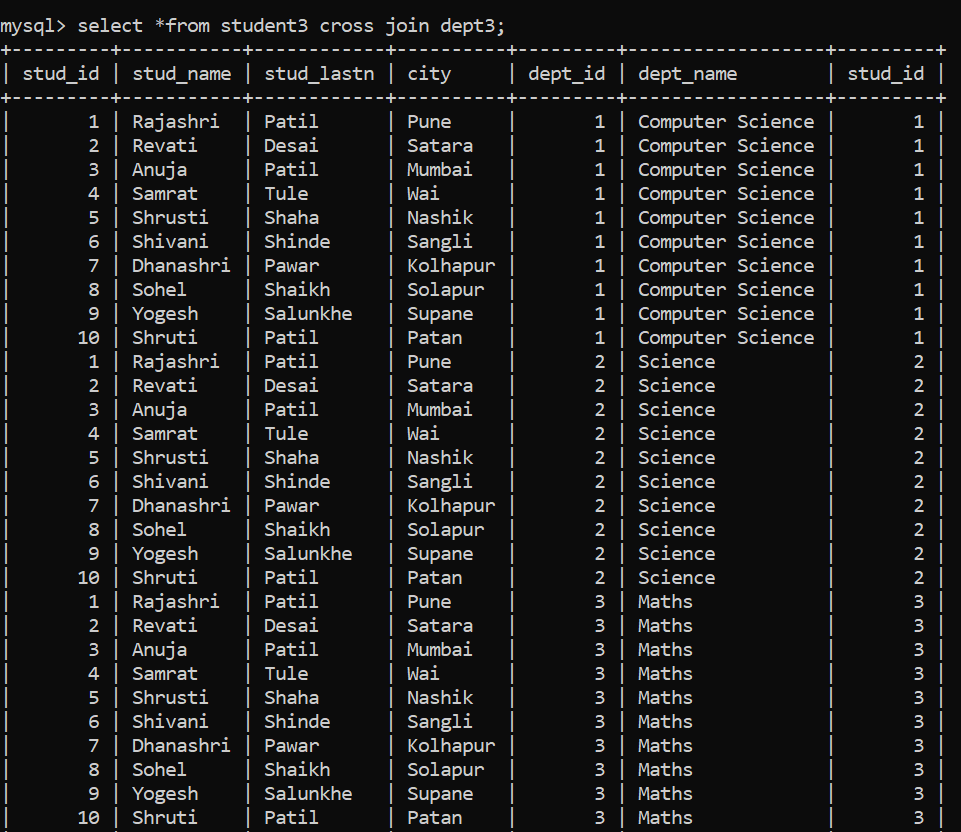 mysql> select *from student3 cross join dept3;
+---------+-----------+------------+----------+---------+------------------+---------+
| stud_id | stud_name | stud_lastn | city     | dept_id | dept_name        | stud_id |
+---------+-----------+------------+----------+---------+------------------+---------+
|       1 | Rajashri  | Patil      | Pune     |       1 | Computer Science |       1 |
|       2 | Revati    | Desai      | Satara   |       1 | Computer Science |       1 |
|       3 | Anuja     | Patil      | Mumbai   |       1 | Computer Science |       1 |
|       4 | Samrat    | Tule       | Wai      |       1 | Computer Science |       1 |
|       5 | Shrusti   | Shaha      | Nashik   |       1 | Computer Science |       1 |
|       6 | Shivani   | Shinde     | Sangli   |       1 | Computer Science |       1 |
|       7 | Dhanashri | Pawar      | Kolhapur |       1 | Computer Science |       1 |
|       8 | Sohel     | Shaikh     | Solapur  |       1 | Computer Science |       1 |
|       9 | Yogesh    | Salunkhe   | Supane   |       1 | Computer Science |       1 |
|      10 | Shruti    | Patil      | Patan    |       1 | Computer Science |       1 |
|       1 | Rajashri  | Patil      | Pune     |       2 | Science          |       2 |
|       2 | Revati    | Desai      | Satara   |       2 | Science          |       2 |
|       3 | Anuja     | Patil      | Mumbai   |       2 | Science          |       2 |
|       4 | Samrat    | Tule       | Wai      |       2 | Science          |       2 |
|       5 | Shrusti   | Shaha      | Nashik   |       2 | Science          |       2 |
|       6 | Shivani   | Shinde     | Sangli   |       2 | Science          |       2 |
|       7 | Dhanashri | Pawar      | Kolhapur |       2 | Science          |       2 |
|       8 | Sohel     | Shaikh     | Solapur  |       2 | Science          |       2 |
|       9 | Yogesh    | Salunkhe   | Supane   |       2 | Science          |       2 |
|      10 | Shruti    | Patil      | Patan    |       2 | Science          |       2 |
|       1 | Rajashri  | Patil      | Pune     |       3 | Maths            |       3 |
|       2 | Revati    | Desai      | Satara   |       3 | Maths            |       3 |
|       3 | Anuja     | Patil      | Mumbai   |       3 | Maths            |       3 |
|       4 | Samrat    | Tule       | Wai      |       3 | Maths            |       3 |
|       5 | Shrusti   | Shaha      | Nashik   |       3 | Maths            |       3 |
|       6 | Shivani   | Shinde     | Sangli   |       3 | Maths            |       3 |
|       7 | Dhanashri | Pawar      | Kolhapur |       3 | Maths            |       3 |
|       8 | Sohel     | Shaikh     | Solapur  |       3 | Maths            |       3 |
|       9 | Yogesh    | Salunkhe   | Supane   |       3 | Maths            |       3 |
|      10 | Shruti    | Patil      | Patan    |       3 | Maths            |       3 |